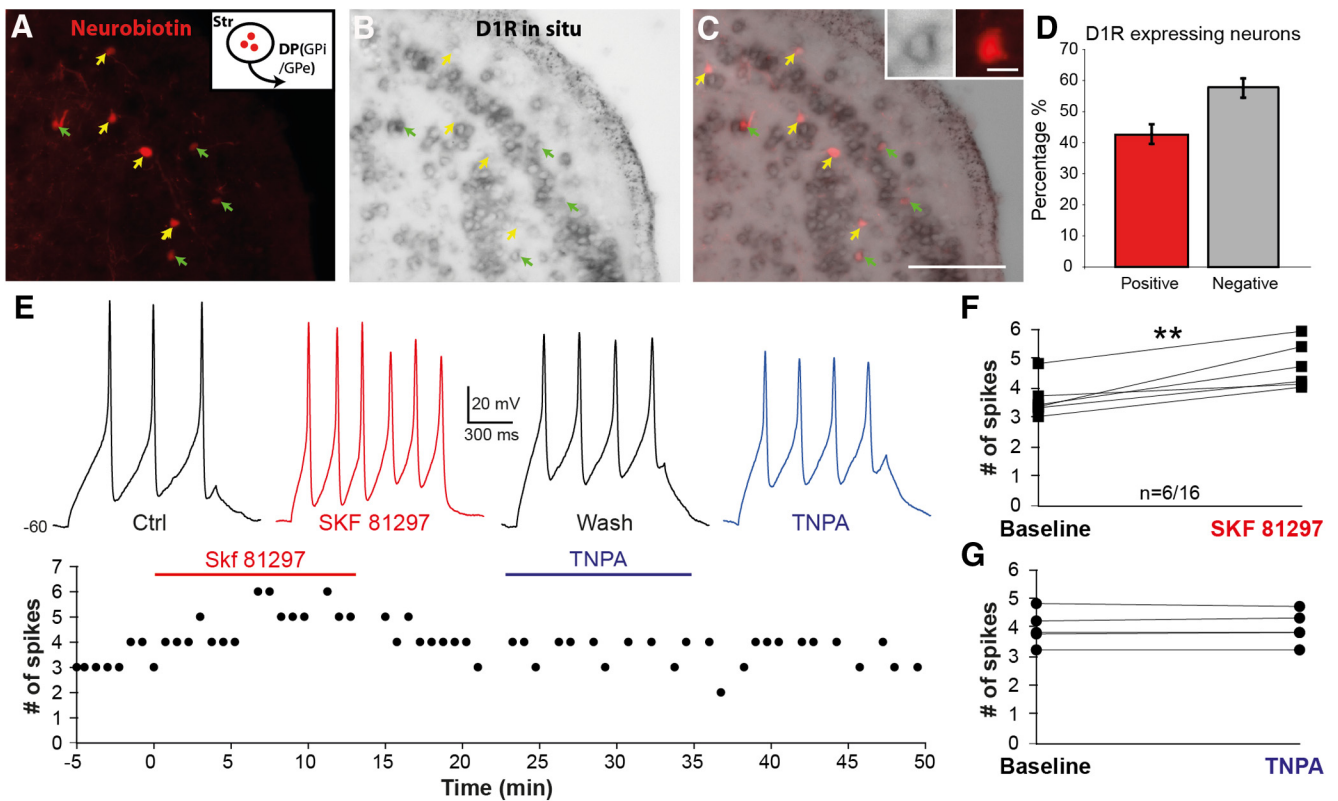 A
Neurobiotin
Str
DP(GPi
/GPe)
B
D1R in situ
C
D
D1R expressing neurons
Percentage %
70
60
50
40
30
20
10
0
Positive
Negative
E
-60
Ctrl
SKF 81297
20 mV
300 ms
Wash
TNPA
Skf 81297
TNPA
# of spikes
7
6
5
4
3
2
1
0
-5 0 5 10 15 20 25 30 35 40 45 50
Time (min)
F
# of spikes
6
5
4
3
2
1
0
**
n=6/16
Baseline
SKF 81297
G
# of spikes
6
5
4
3
2
1
0
Baseline
TNPA